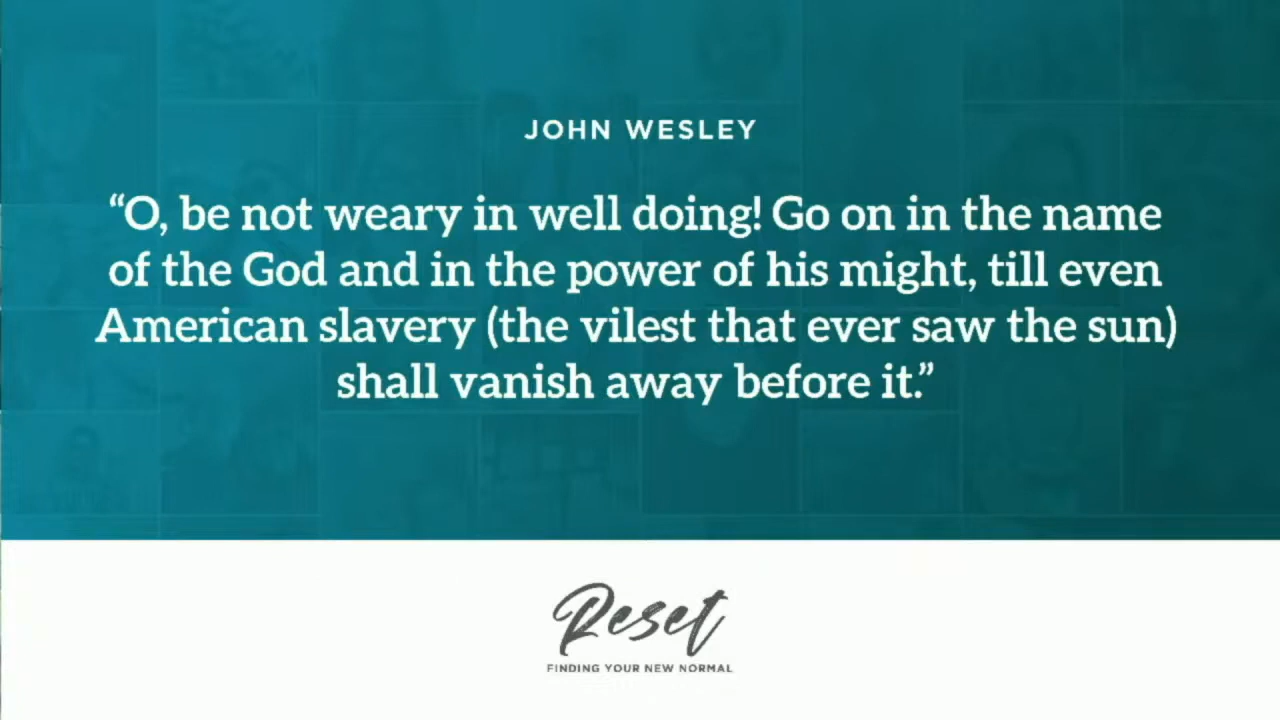 JOHN WESLEY
“O, be not weary in well doing! Go on in the name
of the God and in the power of his might, till even
American slavery (the vilest that ever saw the sun)
shall vanish away before it.”
Reset
FINDING YOUR NEW NORMAL